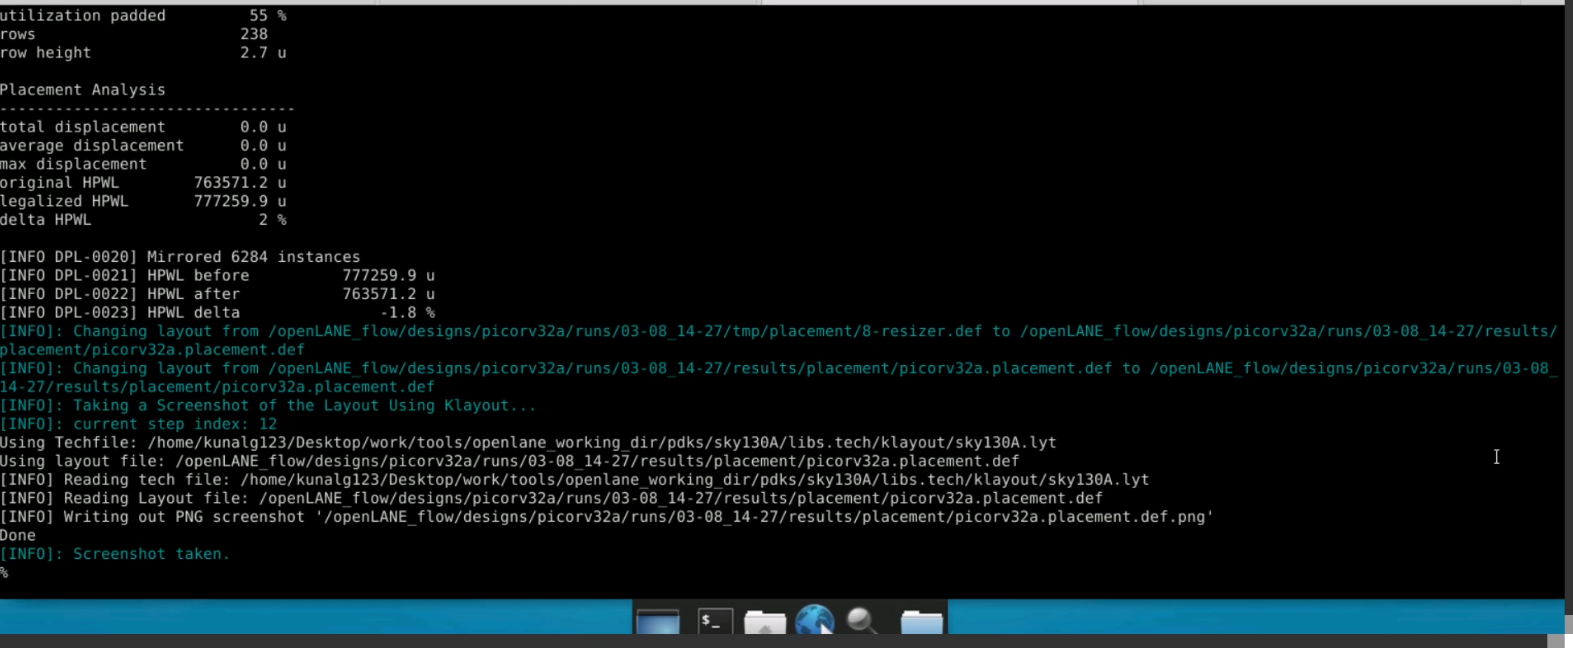 utilization padded         55 %
rows                      238
row height                2.7 u

Placement Analysis
--------------------------------
total displacement        0.0 u
average displacement      0.0 u
max displacement          0.0 u
original HPWL        763571.2 u
legalized HPWL       777259.9 u
delta HPWL                  2 %

[INFO DPL-0020] Mirrored 6284 instances
[INFO DPL-0021] HPWL before          777259.9 u
[INFO DPL-0022] HPWL after           763571.2 u
[INFO DPL-0023] HPWL delta               -1.8 %
[INFO]: Changing layout from /openLANE_flow/designs/picorv32a/runs/03-08_14-27/tmp/placement/8-resizer.def to /openLANE_flow/designs/picorv32a/runs/03-08_14-27/results/
placement/picorv32a.placement.def
[INFO]: Changing layout from /openLANE_flow/designs/picorv32a/runs/03-08_14-27/results/placement/picorv32a.placement.def to /openLANE_flow/designs/picorv32a/runs/03-08_
14-27/results/placement/picorv32a.placement.def
[INFO]: Taking a Screenshot of the Layout Using Klayout...
[INFO]: current step index: 12
Using Techfile: /home/kunalg123/Desktop/work/tools/openlane_working_dir/pdks/sky130A/libs.tech/klayout/sky130A.lyt
Using layout file: /openLANE_flow/designs/picorv32a/runs/03-08_14-27/results/placement/picorv32a.placement.def
[INFO] Reading tech file: /home/kunalg123/Desktop/work/tools/openlane_working_dir/pdks/sky130A/libs.tech/klayout/sky130A.lyt
[INFO] Reading Layout file: /openLANE_flow/designs/picorv32a/runs/03-08_14-27/results/placement/picorv32a.placement.def
[INFO] Writing out PNG screenshot '/openLANE_flow/designs/picorv32a/runs/03-08_14-27/results/placement/picorv32a.placement.def.png'
Done
[INFO]: Screenshot taken.
%
$_